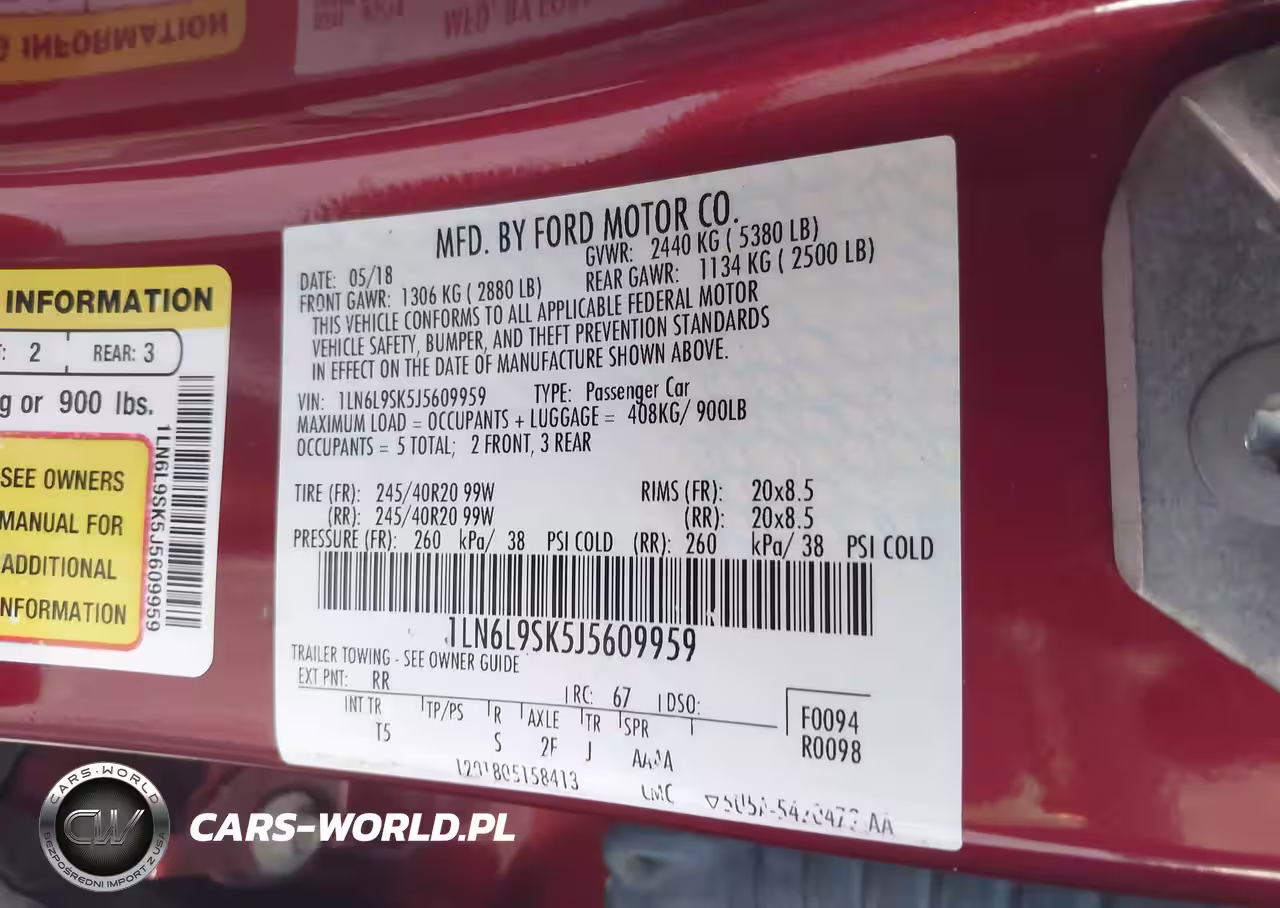 INFORMATION
MFD. BY FORD MOTOR CO.
DATE: 05/18 GVWR: 2440 KG ( 5380 LB)
FRONT GAWR: 1306 KG ( 2880 LB) REAR GAWR: 1134 KG ( 2500 LB)
THIS VEHICLE CONFORMS TO ALL APPLICABLE FEDERAL MOTOR
VEHICLE SAFETY, BUMPER, AND THEFT PREVENTION STANDARDS
IN EFFECT ON THE DATE OF MANUFACTURE SHOWN ABOVE.
VIN: 1LN6L9SK5J5609959 TYPE: Passenger Car
MAXIMUM LOAD = OCCUPANTS + LUGGAGE = 408KG/ 900LB
OCCUPANTS = 5 TOTAL; 2 FRONT, 3 REAR
TIRE (FR): 245/40R20 99W RIMS (FR): 20x8.5
(RR): 245/40R20 99W (RR): 20x8.5
PRESSURE (FR): 260 kPa/ 38 PSI COLD (RR): 260 kPa/ 38 PSI COLD
1LN6L9SK5J5609959
TRAILER TOWING - SEE OWNER GUIDE
EXT PNT: RR RC: 67 DSO:
INT TR TP/PS R AXLE TR SPR
T5 S 2F J
F0094
R0098
INFORMATION
2 REAR: 3
g or 900 lbs.
SEE OWNERS
MANUAL FOR
ADDITIONAL
NFORMATION
1LN6L9SK5J5609959
CARS-WORLD
CW
BEZPOŚREDNI IMPORT Z USA
CARS-WORLD.PL